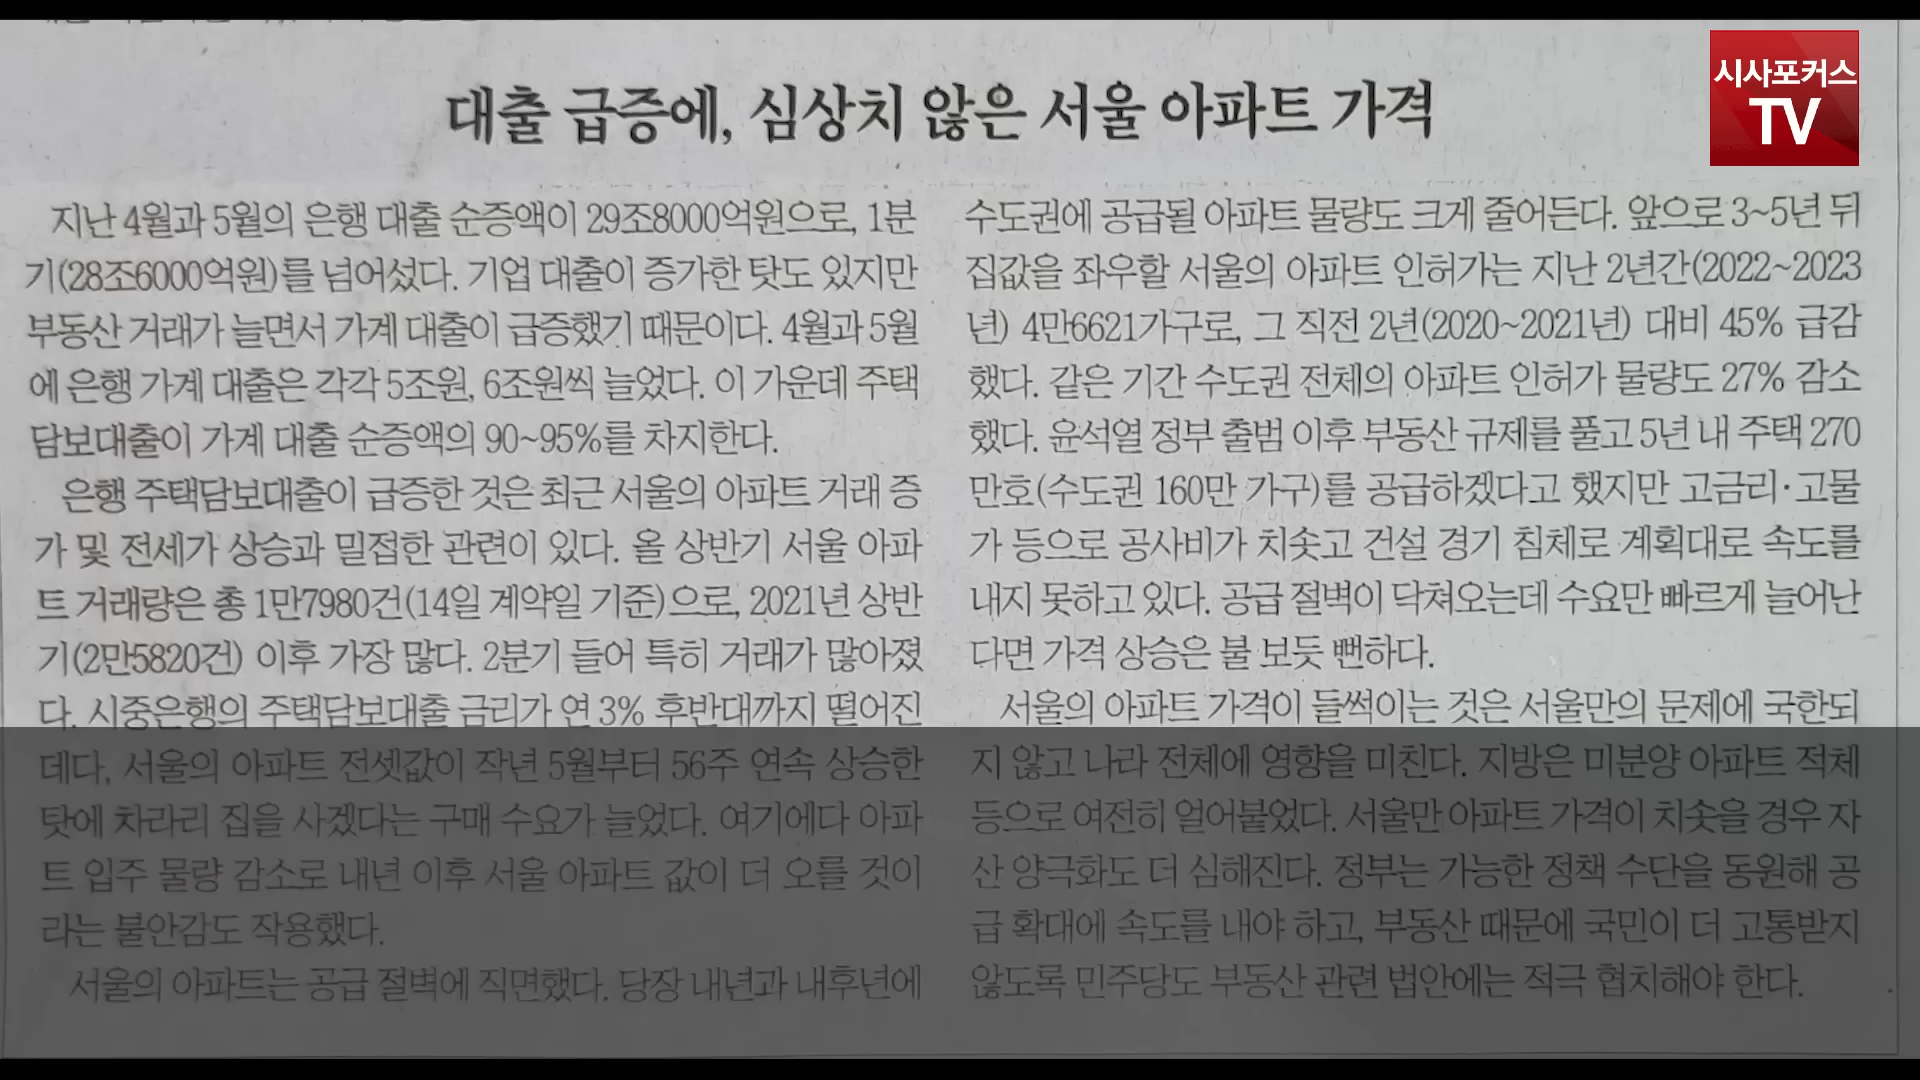 대출 급증에, 심상치 않은 서울 아파트 가격
시사포커스
TV
지난 4월과 5월의 은행 대출 순증액이 29조8000억원으로, 1분
기(28조6000억원)를 넘어섰다. 기업 대출이 증가한 탓도 있지만
부동산 거래가 늘면서 가계 대출이 급증했기 때문이다. 4월과 5월
에 은행 가계 대출은 각각 5조원, 6조원씩 늘었다. 이 가운데 주택
담보대출이 가계 대출 순증액의 90~95%를 차지한다.
은행 주택담보대출이 급증한 것은 최근 서울의 아파트 거래 증
가 및 전세가 상승과 밀접한 관련이 있다. 올 상반기 서울 아파
트 거래량은 총 1만7980건(14일 계약일 기준)으로, 2021년 상반
기(2만5820건) 이후 가장 많다. 2분기 들어 특히 거래가 많아졌
다. 시중은행의 주택담보대출 금리가 연 3% 후반대까지 떨어진
데다, 서울의 아파트 전셋값이 작년 5월부터 56주 연속 상승한
탓에 차라리 집을 사겠다는 구매 수요가 늘었다. 여기에다 아파
트 입주 물량 감소로 내년 이후 서울 아파트 값이 더 오를 것이
라는 불안감도 작용했다.
서울의 아파트는 공급 절벽에 직면했다. 당장 내년과 내후년에
수도권에 공급될 아파트 물량도 크게 줄어든다. 앞으로 3~5년 뒤
집값을 좌우할 서울의 아파트 인허가는 지난 2년간(2022~2023
년) 4만6621가구로, 그 직전 2년(2020~2021년) 대비 45% 급감
했다. 같은 기간 수도권 전체의 아파트 인허가 물량도 27% 감소
했다. 윤석열 정부 출범 이후 부동산 규제를 풀고 5년 내 주택 270
만호(수도권 160만 가구)를 공급하겠다고 했지만 고금리·고물
가 등으로 공사비가 치솟고 건설 경기 침체로 계획대로 속도를
내지 못하고 있다. 공급 절벽이 닥쳐오는데 수요만 빠르게 늘어난
다면 가격 상승은 불 보듯 뻔하다.
서울의 아파트 가격이 들썩이는 것은 서울만의 문제에 국한되
지 않고 나라 전체에 영향을 미친다. 지방은 미분양 아파트 적체
등으로 여전히 얼어붙었다. 서울만 아파트 가격이 치솟을 경우 자
산 양극화도 더 심해진다. 정부는 가능한 정책 수단을 동원해 공
급 확대에 속도를 내야 하고, 부동산 때문에 국민이 더 고통받지
않도록 민주당도 부동산 관련 법안에는 적극 협치해야 한다.